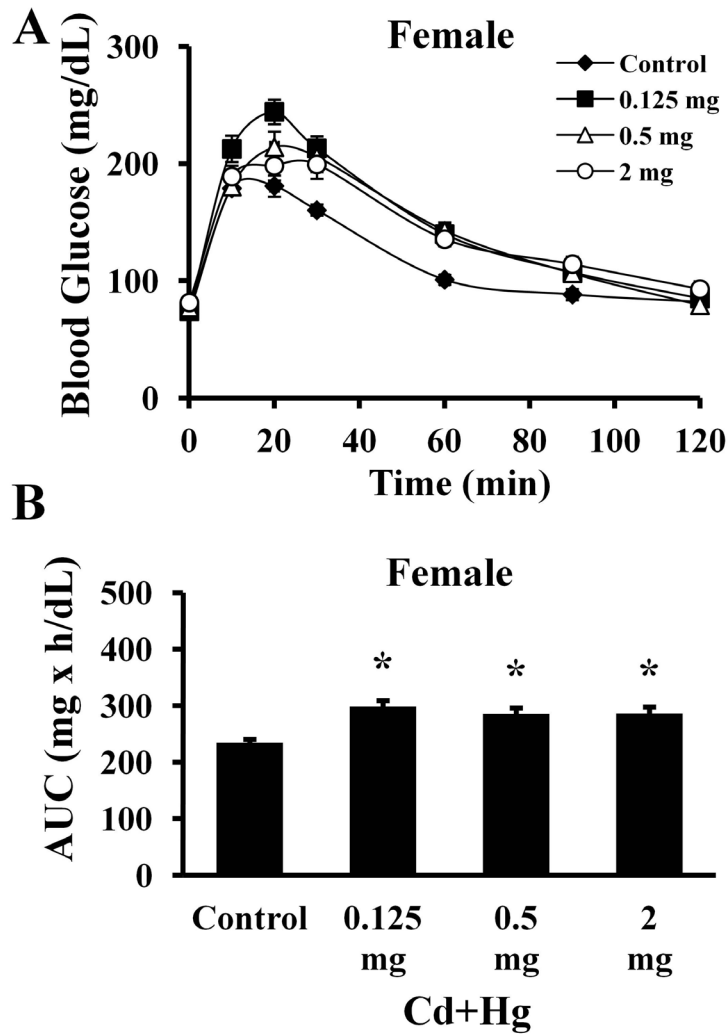 A
Female
Blood Glucose (mg/dL)
300
200
100
0
Control
0.125 mg
0.5 mg
2 mg
0 20 40 60 80 100 120
Time (min)
B
Female
AUC (mg x h/dL)
500
400
300
200
100
0
* * *
Control 0.125 0.5 2
mg mg mg
Cd+Hg